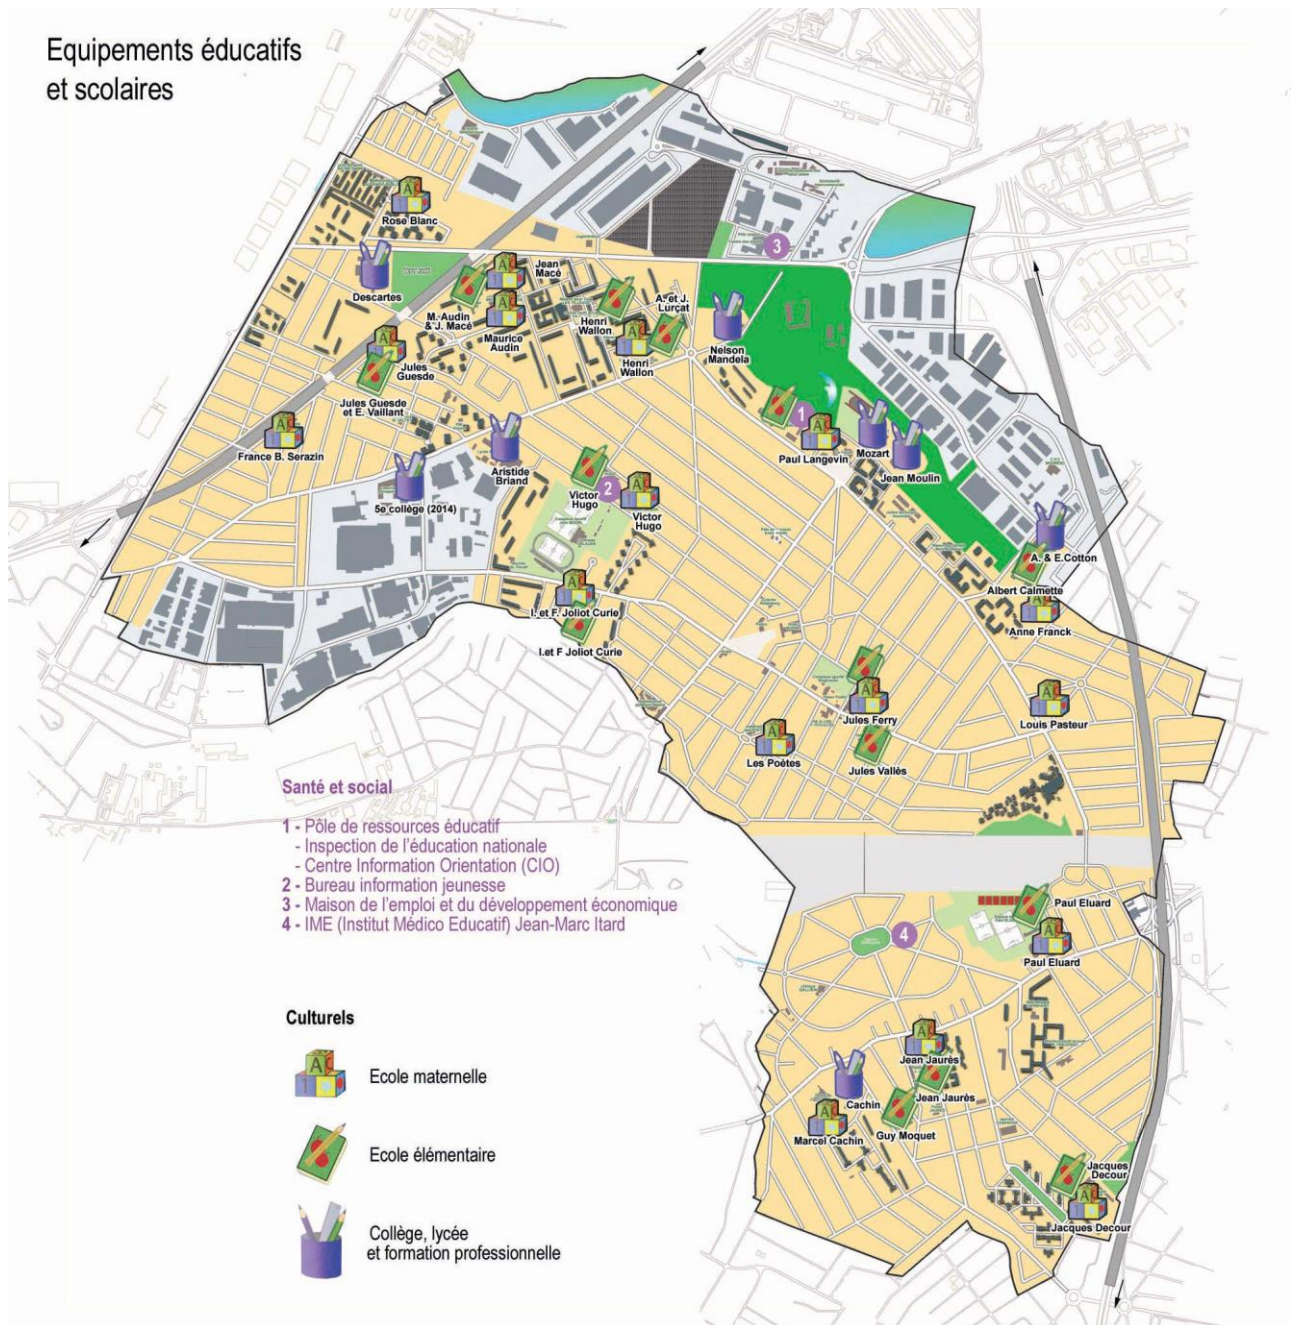 Equipements éducatifs
et scolaires
Rose Blanc
Descartes
Jean
Macé
M. Audin
& J. Macé
Maurice
Audin
Henri
Wallon
A. et J.
Lurçat
Henri
Wallon
Nelson
Mandela
3
Jules
Guesde
Jules Guesde
et E. Vaillant
France B. Serazin
5e collège (2014)
Aristide
Briand
Victor
Hugo
2
Victor
Hugo
1
Paul Langevin
Mozart
Jean Moulin
A. & E.Cotton
Albert Calmette
Anne Franck
I. et F. Joliot Curie
I.et F Joliot Curie
Jules Ferry
Louis Pasteur
Les Poètes
Jules Vallès
Santé et social
1 - Pôle de ressources éducatif
- Inspection de l'éducation nationale
- Centre Information Orientation (CIO)
2 - Bureau information jeunesse
3 - Maison de l'emploi et du développement économique
4 - IME (Institut Médico Educatif) Jean-Marc Itard
Paul Eluard
4
Paul Eluard
Jean Jaurès
Jean Jaurès
Cachin
Guy Moquet
Marcel Cachin
Jacques
Decour
Jacques Decour
Culturels
Ecole maternelle
Ecole élémentaire
Collège, lycée
et formation professionnelle